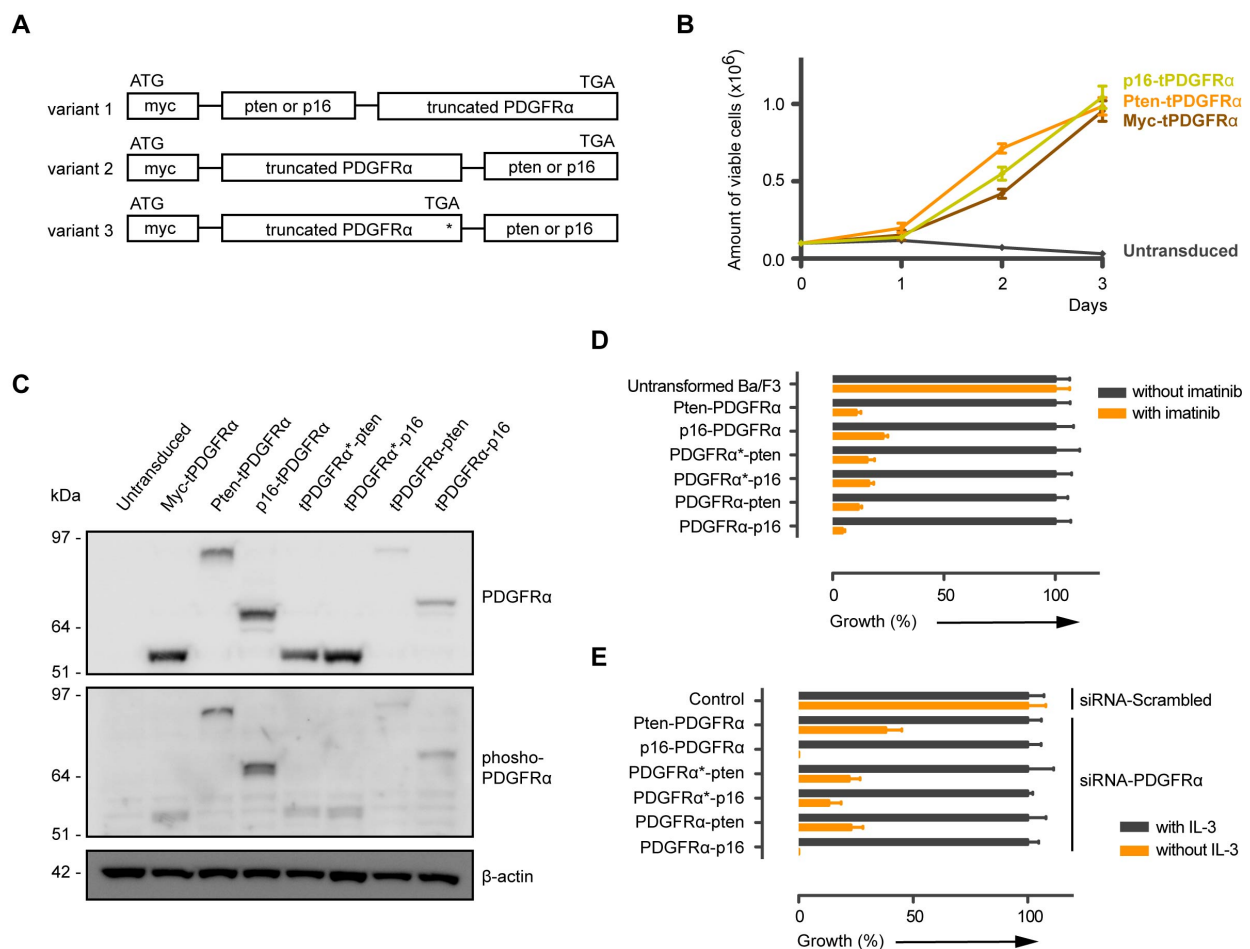 A
ATG
TGA
variant 1
myc
pten or p16
truncated PDGFRα
ATG
TGA
variant 2
myc
truncated PDGFRα
pten or p16
ATG
TGA
variant 3
myc
truncated PDGFRα *
pten or p16
B
Amount of viable cells (x10⁶)
1.0
0.5
0.0
0
1
2
3
Days
p16-tPDGFRα
Pten-tPDGFRα
Myc-tPDGFRα
Untransduced
C
Untransduced
Myc-tPDGFRα
Pten-tPDGFRα
p16-tPDGFRα
tPDGFRα*-pten
tPDGFRα*-p16
tPDGFRα-pten
tPDGFRα-p16
kDa
97 -
64 -
51 -
PDGFRα
97 -
64 -
51 -
phosho-
PDGFRα
42 -
β-actin
D
Untransformed Ba/F3
Pten-PDGFRα
p16-PDGFRα
PDGFRα*-pten
PDGFRα*-p16
PDGFRα-pten
PDGFRα-p16
without imatinib
with imatinib
0
50
100
Growth (%)
E
Control
Pten-PDGFRα
p16-PDGFRα
PDGFRα*-pten
PDGFRα*-p16
PDGFRα-pten
PDGFRα-p16
siRNA-Scrambled
siRNA-PDGFRα
with IL-3
without IL-3
0
50
100
Growth (%)